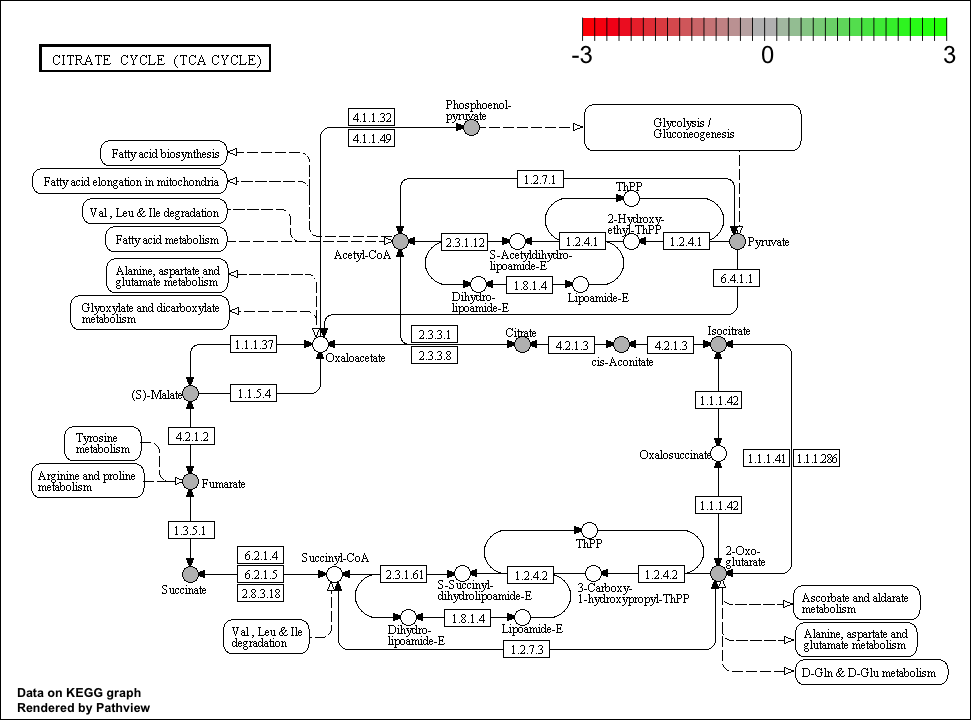 -3
0
3
CITRATE CYCLE (TCA CYCLE)
Phosphoenol-
pyruvate
4.1.1.32
4.1.1.49
Glycolysis /
Gluconeogenesis
Fatty acid biosynthesis
Fatty acid elongation in mitochondria
Val , Leu & Ile degradation
Fatty acid metabolism
Alanine, aspartate and
glutamate metabolism
Glyoxylate and dicarboxylate
metabolism
1.2.7.1
ThPP
2-Hydroxy-
ethyl-ThPP
Acetyl-CoA
2.3.1.12
S-Acetyldihydro-
lipoamide-E
1.2.4.1
1.2.4.1
Pyruvate
Dihydro-
lipoamide-E
1.8.1.4
Lipoamide-E
6.4.1.1
1.1.1.37
Oxaloacetate
2.3.3.1
2.3.3.8
Citrate
4.2.1.3
cis-Aconitate
4.2.1.3
Isocitrate
(S)-Malate
1.1.5.4
1.1.1.42
4.2.1.2
Tyrosine
metabolism
Arginine and proline
metabolism
Fumarate
Oxalosuccinate
1.1.1.41
1.1.1.286
1.1.1.42
1.3.5.1
ThPP
2-Oxo-
glutarate
6.2.1.4
6.2.1.5
2.8.3.18
Succinate
Succinyl-CoA
2.3.1.61
S-Succinyl-
dihydrolipoamide-E
1.2.4.2
3-Carboxy-
1-hydroxypropyl-ThPP
1.2.4.2
Val , Leu & Ile
degradation
Dihydro-
lipoamide-E
1.8.1.4
Lipoamide-E
1.2.7.3
Ascorbate and aldarate
metabolism
Alanine, aspartate and
glutamate metabolism
D-Gln & D-Glu metabolism
Data on KEGG graph
Rendered by Pathview